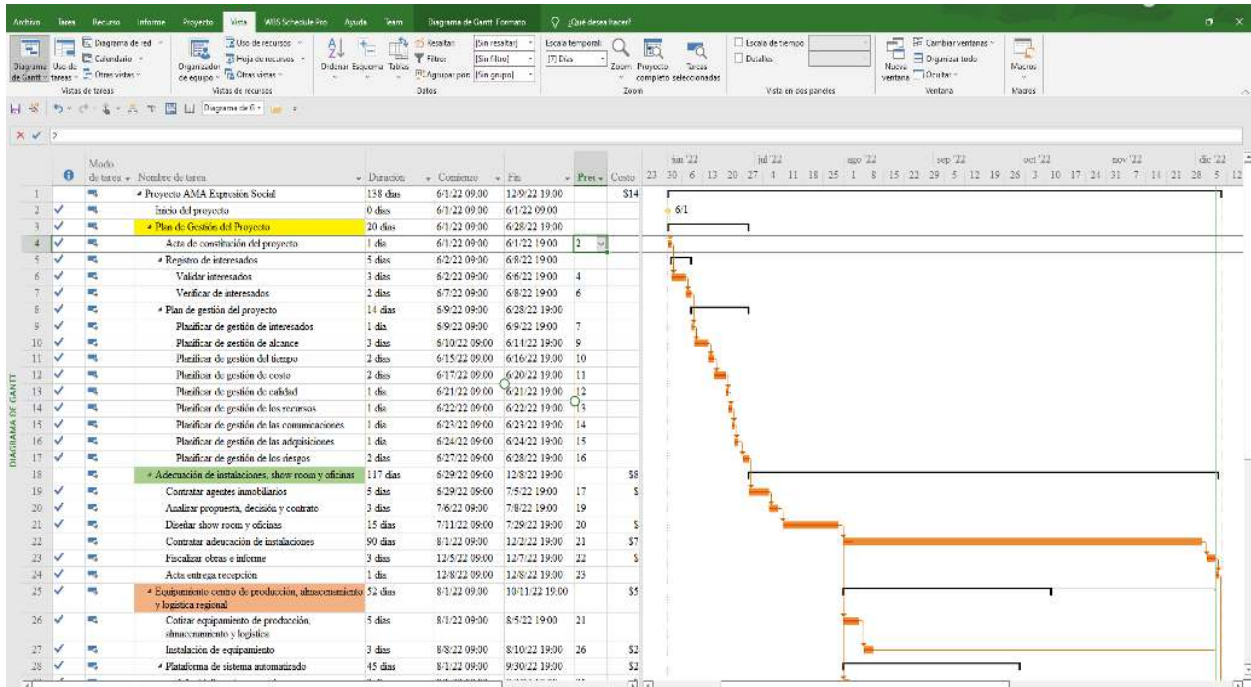 Archivo Tarea Recurso Informe Proyecto Vista WBS Schedule Pro Ayuda Team Diagrama de Gantt Formato ¿Qué desea hacer?
Diagrama de Gantt
Uso de tareas
Diagrama de red
Calendario
Otras vistas
Vistas de tareas
Organizador de equipo
Uso de recursos
Hoja de recursos
Otras vistas
Vistas de recursos
Ordenar Esquema Tablas
Resaltar: [Sin resaltar]
Filtro: [Sin filtro]
Agrupar por: [Sin grupo]
Datos
Escala temporal:
[7] Días
Zoom Proyecto completo Tareas seleccionadas
Zoom
Escala de tiempo
Detalles
Vista en dos paneles
Nueva ventana
Cambiar ventanas
Organizar todo
Ocultar
Ventana
Macros
Macros
Diagrama de G
2
Modo de tarea Nombre de tarea Duración Comienzo Fin Pred Costo
jun '22 jul '22 ago '22 sep '22 oct '22 nov '22 dic '22
23 30 6 13 20 27 4 11 18 25 1 8 15 22 29 5 12 19 26 3 10 17 24 31 7 14 21 28 5 12
DIAGRAMA DE GANTT
1 Proyecto AMA Expresión Social 138 días 6/1/22 09:00 12/9/22 19:00 $14
2 Inicio del proyecto 0 días 6/1/22 09:00 6/1/22 09:00 6/1
3 Plan de Gestión del Proyecto 20 días 6/1/22 09:00 6/28/22 19:00
4 Acta de constitución del proyecto 1 día 6/1/22 09:00 6/1/22 19:00 2
5 Registro de interesados 5 días 6/2/22 09:00 6/8/22 19:00
6 Validar interesados 3 días 6/2/22 09:00 6/6/22 19:00 4
7 Verificar de interesados 2 días 6/7/22 09:00 6/8/22 19:00 6
8 Plan de gestión del proyecto 14 días 6/9/22 09:00 6/28/22 19:00
9 Planificar de gestión de interesados 1 día 6/9/22 09:00 6/9/22 19:00 7
10 Planificar de gestión de alcance 3 días 6/10/22 09:00 6/14/22 19:00 9
11 Planificar de gestión del tiempo 2 días 6/15/22 09:00 6/16/22 19:00 10
12 Planificar de gestión de costo 2 días 6/17/22 09:00 6/20/22 19:00 11
13 Planificar de gestión de calidad 1 día 6/21/22 09:00 6/21/22 19:00 12
14 Planificar de gestión de los recursos 1 día 6/22/22 09:00 6/22/22 19:00 13
15 Planificar de gestión de las comunicaciones 1 día 6/23/22 09:00 6/23/22 19:00 14
16 Planificar de gestión de las adquisiciones 1 día 6/24/22 09:00 6/24/22 19:00 15
17 Planificar de gestión de los riesgos 2 días 6/27/22 09:00 6/28/22 19:00 16
18 Adecuación de instalaciones, show room y oficinas 117 días 6/29/22 09:00 12/8/22 19:00 $8
19 Contratar agentes inmobiliarios 5 días 6/29/22 09:00 7/5/22 19:00 17 $
20 Analizar propuesta, decisión y contrato 3 días 7/6/22 09:00 7/8/22 19:00 19
21 Diseñar show room y oficinas 15 días 7/11/22 09:00 7/29/22 19:00 20 $
22 Contratar adeucación de instalaciones 90 días 8/1/22 09:00 12/2/22 19:00 21 $7
23 Fiscalizar obras e informe 3 días 12/5/22 09:00 12/7/22 19:00 22 $
24 Acta entrega recepción 1 día 12/8/22 09:00 12/8/22 19:00 23
25 Equipamiento centro de producción, almacenamiento 52 días 8/1/22 09:00 10/11/22 19:00 $5
y logística regional
26 Cotizar equipamiento de producción, 5 días 8/1/22 09:00 8/5/22 19:00 21
almacenamiento y logística
27 Instalación de equipamiento 3 días 8/8/22 09:00 8/10/22 19:00 26 $2
28 Plataforma de sistema automatizado 45 días 8/1/22 09:00 9/30/22 19:00 $2